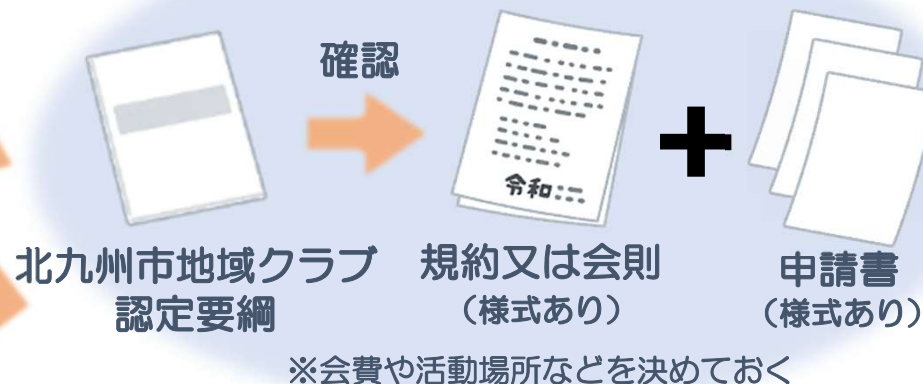 確認
令和
北九州市地域クラブ
認定要綱
規約又は会則
（様式あり）
申請書
（様式あり）
※会費や活動場所などを決めておく